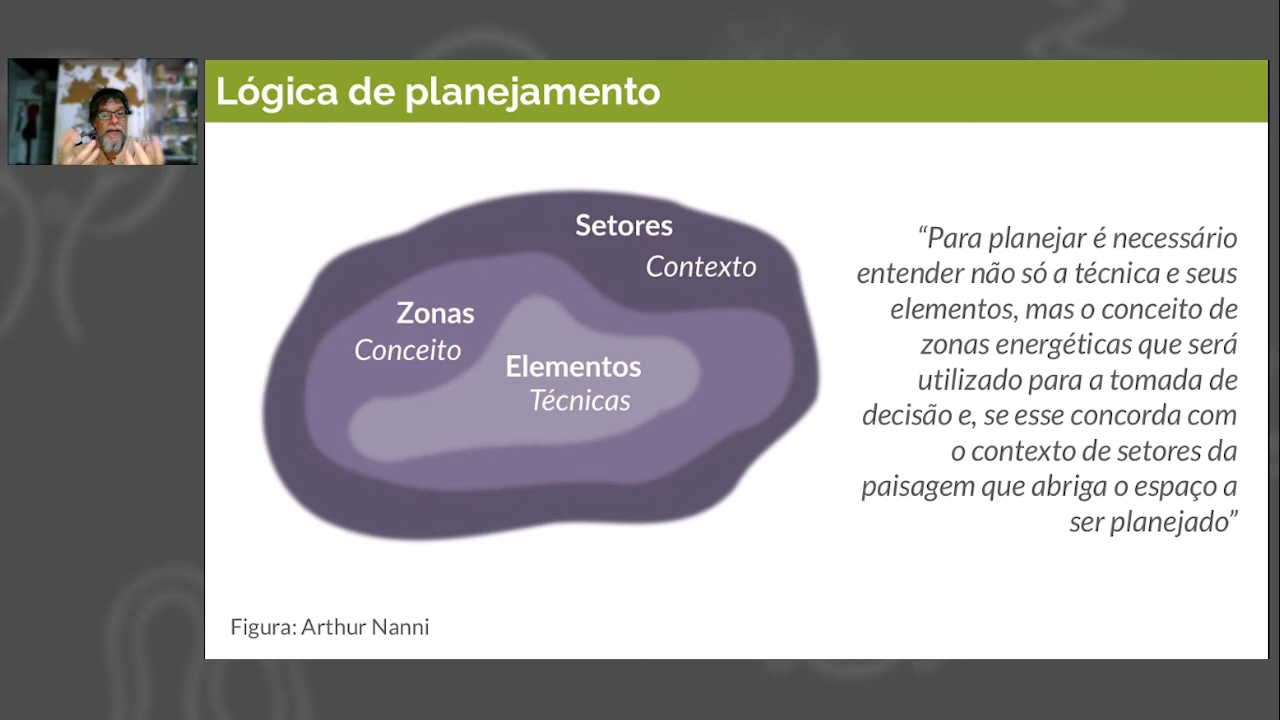 Lógica de planejamento
Setores
Contexto
Zonas
Conceito
Elementos
Técnicas
“Para planejar é necessário
entender não só a técnica e seus
elementos, mas o conceito de
zonas energéticas que será
utilizado para a tomada de
decisão e, se esse concorda com
o contexto de setores da
paisagem que abriga o espaço a
ser planejado”
Figura: Arthur Nanni